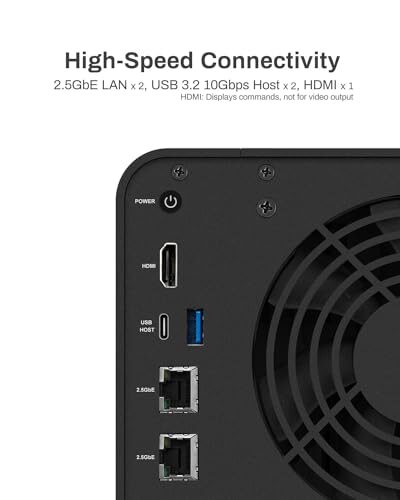 High-Speed Connectivity
2.5GbE LAN x 2, USB 3.2 10Gbps Host x 2, HDMI x 1
HDMI: Displays commands, not for video output
POWER
HDMI
USB
HOST
2.5GbE
2.5GbE